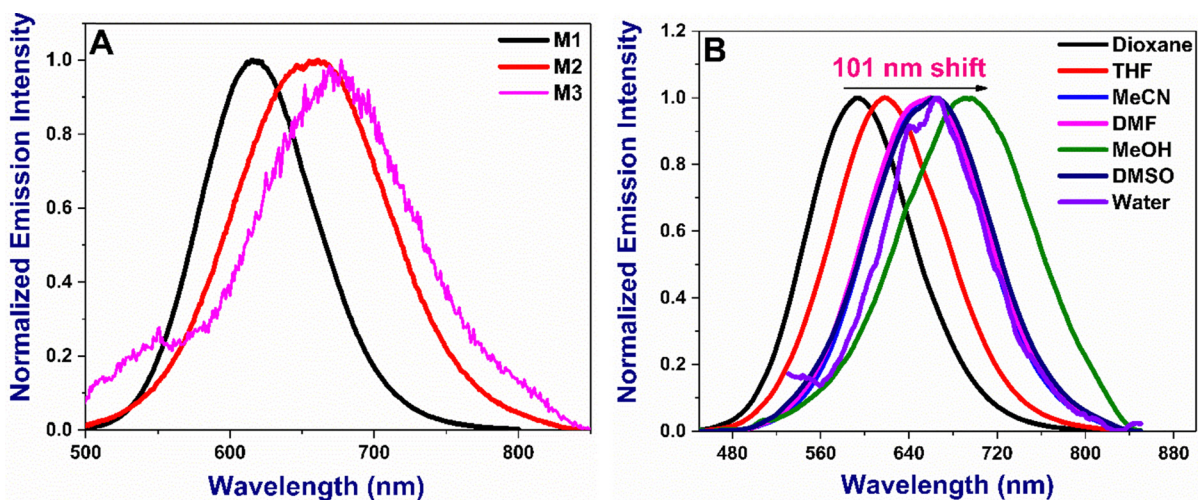 A
M1
M2
M3
1.0
0.8
0.6
0.4
0.2
0.0
500
600
700
800
Normalized Emission Intensity
Wavelength (nm)
B
101 nm shift
Dioxane
THF
MeCN
DMF
MeOH
DMSO
Water
1.2
1.0
0.8
0.6
0.4
0.2
0.0
480
560
640
720
800
880
Normalized Emission Intensity
Wavelength (nm)